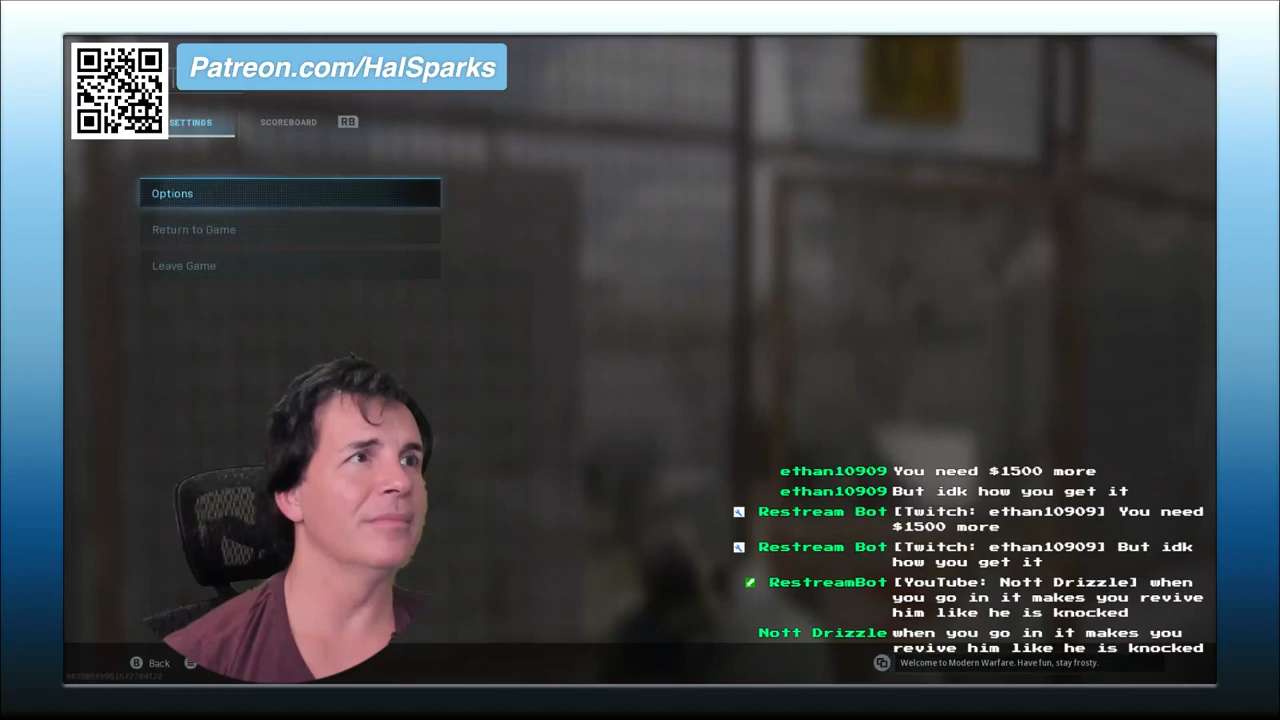 Patreon.com/HalSparks
SETTINGS
SCOREBOARD
RB
Options
Return to Game
Leave Game
ethan10909 You need $1500 more
ethan10909 But idk how you get it
Restream Bot [Twitch: ethan10909] You need
$1500 more
Restream Bot [Twitch: ethan10909] But idk
how you get it
RestreamBot [YouTube: Nott Drizzle] when
you go in it makes you revive
him like he is knocked
Nott Drizzle when you go in it makes you
revive him like he is knocked
B Back
Welcome to Modern Warfare. Have fun, stay frosty.